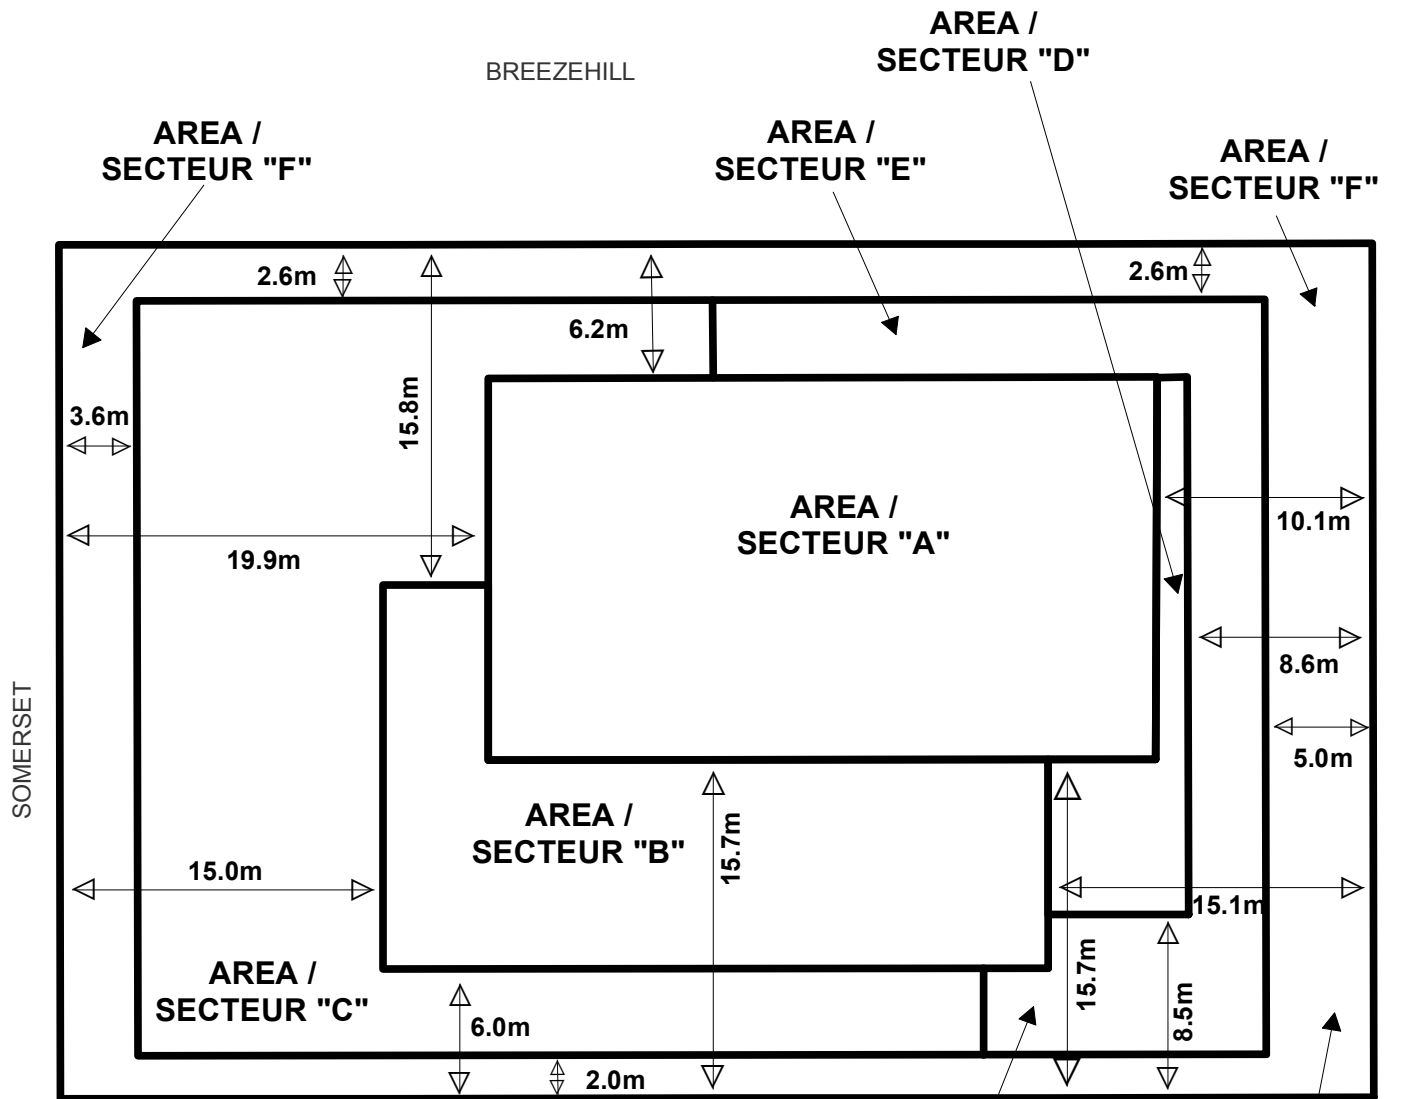 AREA /
SECTEUR "D"
BREEZEHILL
AREA /
SECTEUR "F"
AREA /
SECTEUR "E"
AREA /
SECTEUR "F"
2.6m
2.6m
6.2m
15.8m
3.6m
AREA /
SECTEUR "A"
10.1m
19.9m
8.6m
SOMERSET
5.0m
AREA /
SECTEUR "B"
15.7m
15.0m
15.1m
AREA /
SECTEUR "C"
15.7m
8.5m
6.0m
2.0m